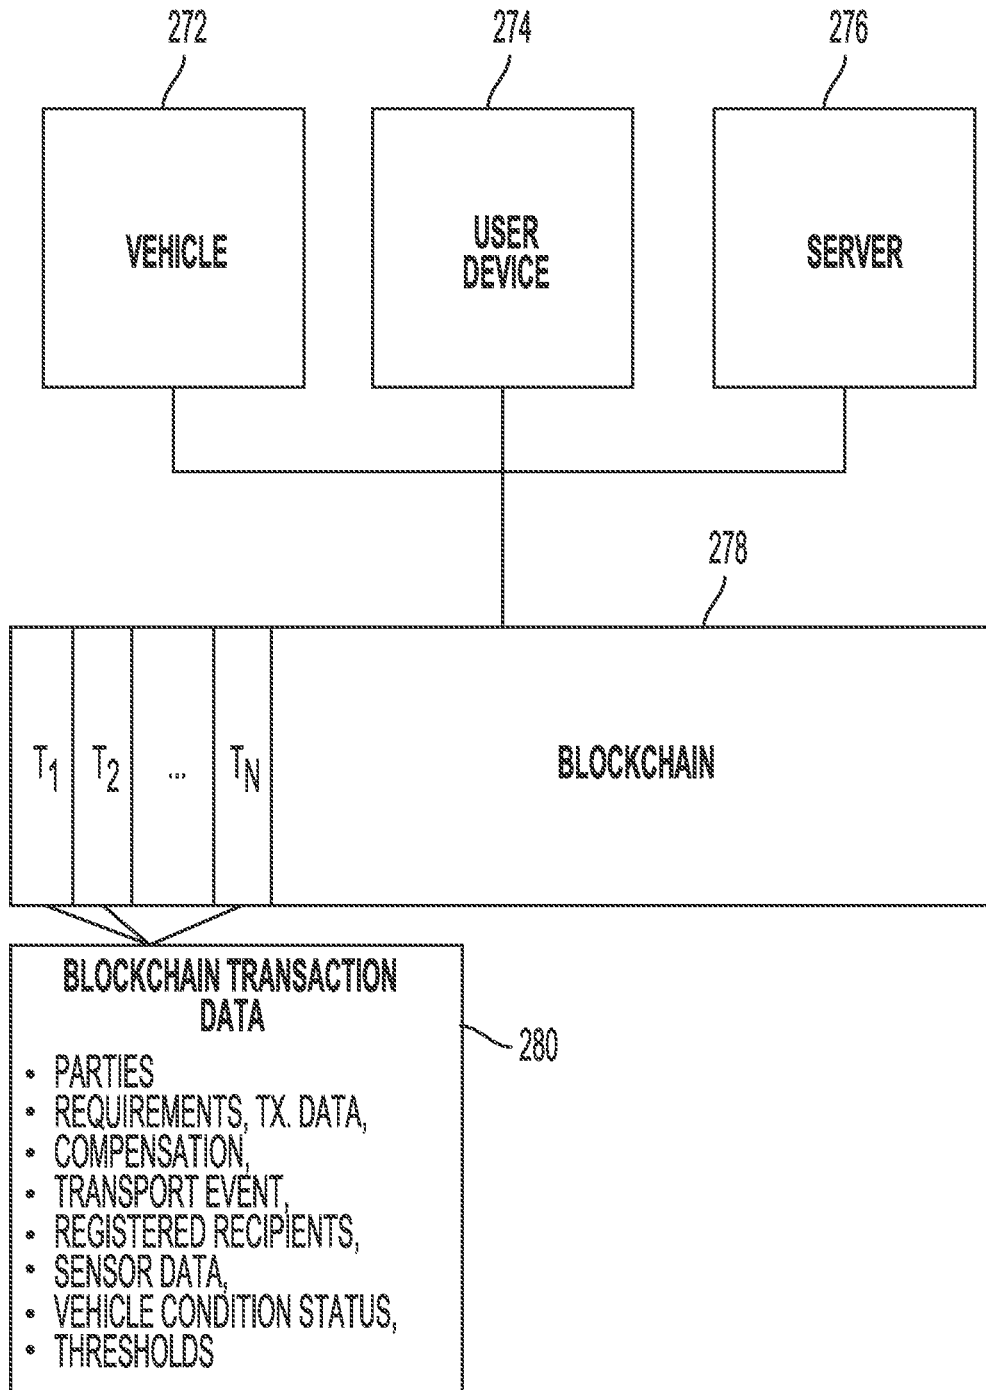 272
274
276
VEHICLE
USER
DEVICE
SERVER
278
T1
T2
...
TN
BLOCKCHAIN
BLOCKCHAIN TRANSACTION
DATA
280
• PARTIES
• REQUIREMENTS, TX. DATA,
• COMPENSATION,
• TRANSPORT EVENT,
• REGISTERED RECIPIENTS,
• SENSOR DATA,
• VEHICLE CONDITION STATUS,
• THRESHOLDS